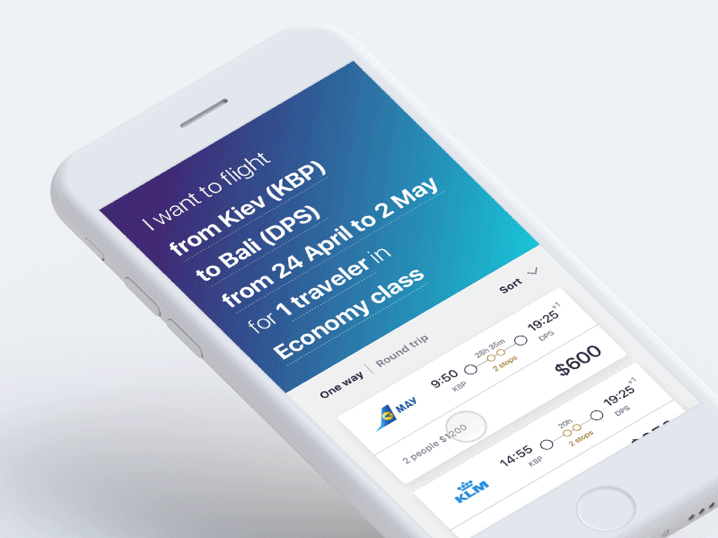 I want to flight
from Kiev (KBP)
to Bali (DPS)
from 24 April to 2 May
for 1 traveler in
Economy class
One way | Round trip
Sort
MAY
9:50
KBP
28h 35m
2 stops
19:25+1
DPS
$600
2 people $1200
KLM
14:55
KBP
20h
2 stops
19:25+1
DPS